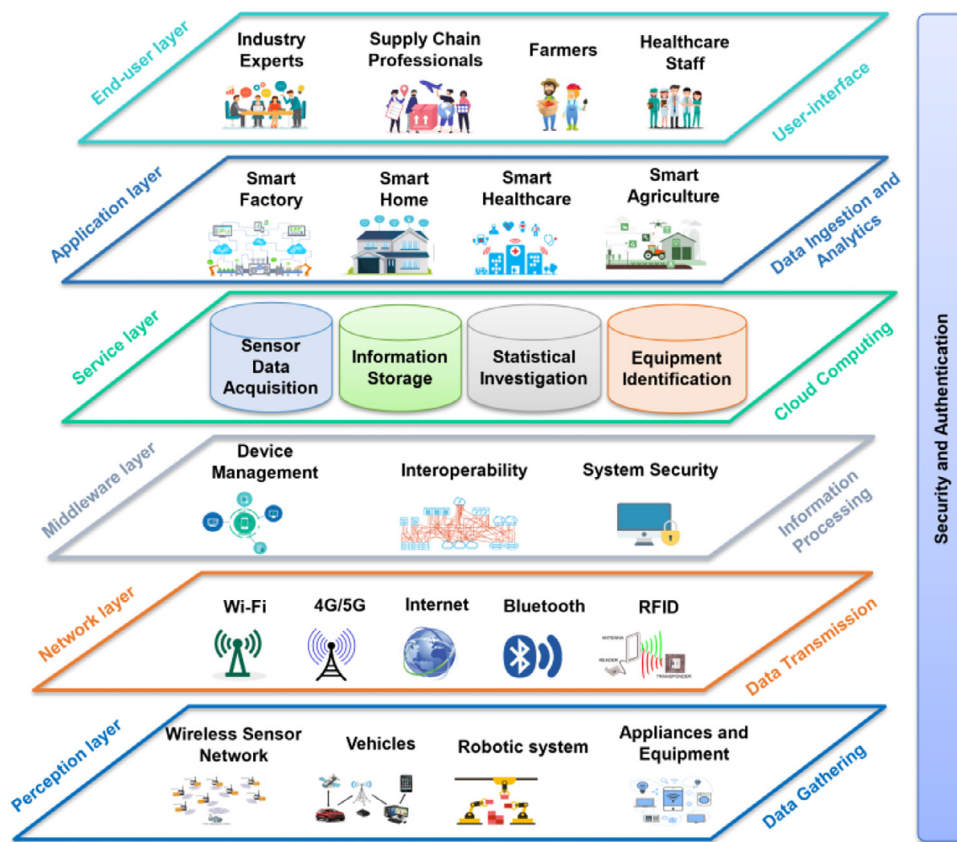 End-user layer
Industry
Experts
Supply Chain
Professionals
Farmers
Healthcare
Staff
User-interface
Application layer
Smart
Factory
Smart
Home
Smart
Healthcare
Smart
Agriculture
Data Ingestion and
Analytics
Service layer
Sensor
Data
Acquisition
Information
Storage
Statistical
Investigation
Equipment
Identification
Cloud Computing
Middleware layer
Device
Management
Interoperability
System Security
Information
Processing
Network layer
Wi-Fi
4G/5G
Internet
Bluetooth
RFID
ANTENNA
READER
TRANSPONDER
Data Transmission
Perception layer
Wireless Sensor
Network
Vehicles
Robotic system
Appliances and
Equipment
Data Gathering
Security and Authentication